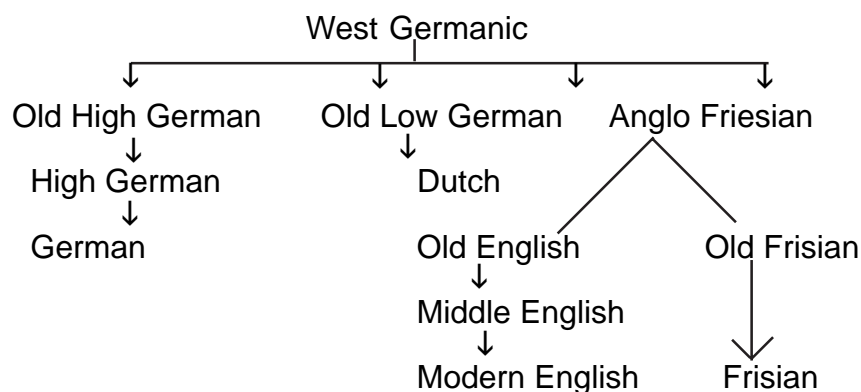 West Germanic
Old High German Old Low German Anglo Friesian
High German Dutch
German Old English Old Frisian
Middle English
Modern English Frisian